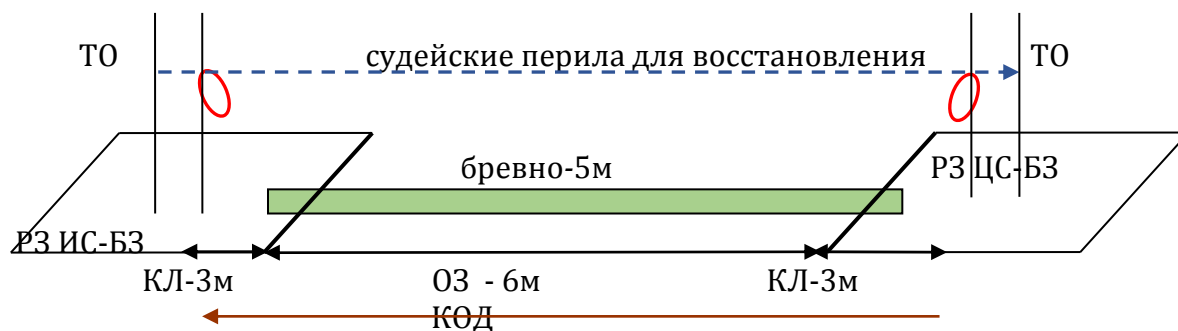 ТО судейские перила для восстановления ТО
бревно-5м
РЗ ЦС-БЗ
РЗ ИС-БЗ
КЛ-3м ОЗ - 6м КЛ-3м
КОД